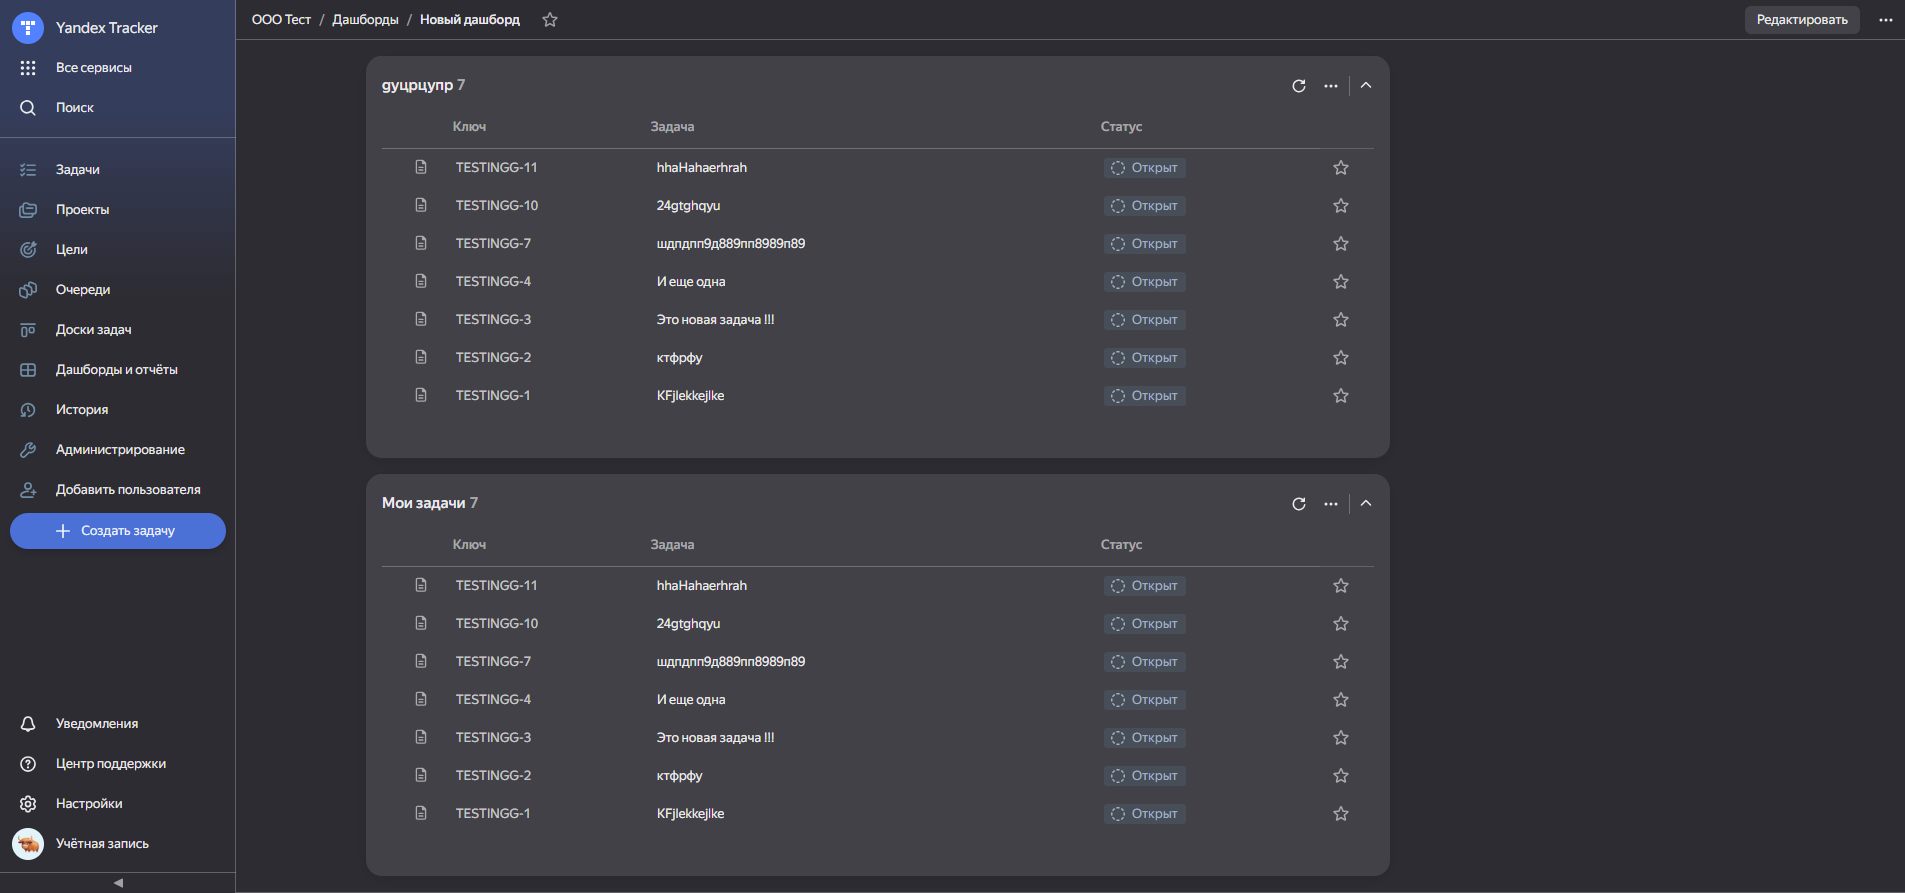 Yandex Tracker
Все сервисы
Поиск
Задачи
Проекты
Цели
Очереди
Доски задач
Дашборды и отчёты
История
Администрирование
Добавить пользователя
Создать задачу
Уведомления
Центр поддержки
Настройки
Учётная запись
ООО Тест / Дашборды / Новый дашборд
Редактировать
дуцрцупр 7
Ключ Задача Статус
TESTINGG-11 hhaHahaerhrah Открыт
TESTINGG-10 24gtghqyu Открыт
TESTINGG-7 шдпдпп9д889пп8989п89 Открыт
TESTINGG-4 И еще одна Открыт
TESTINGG-3 Это новая задача !!! Открыт
TESTINGG-2 ктфрфу Открыт
TESTINGG-1 KFjlekkejlke Открыт
Мои задачи 7
Ключ Задача Статус
TESTINGG-11 hhaHahaerhrah Открыт
TESTINGG-10 24gtghqyu Открыт
TESTINGG-7 шдпдпп9д889пп8989п89 Открыт
TESTINGG-4 И еще одна Открыт
TESTINGG-3 Это новая задача !!! Открыт
TESTINGG-2 ктфрфу Открыт
TESTINGG-1 KFjlekkejlke Открыт